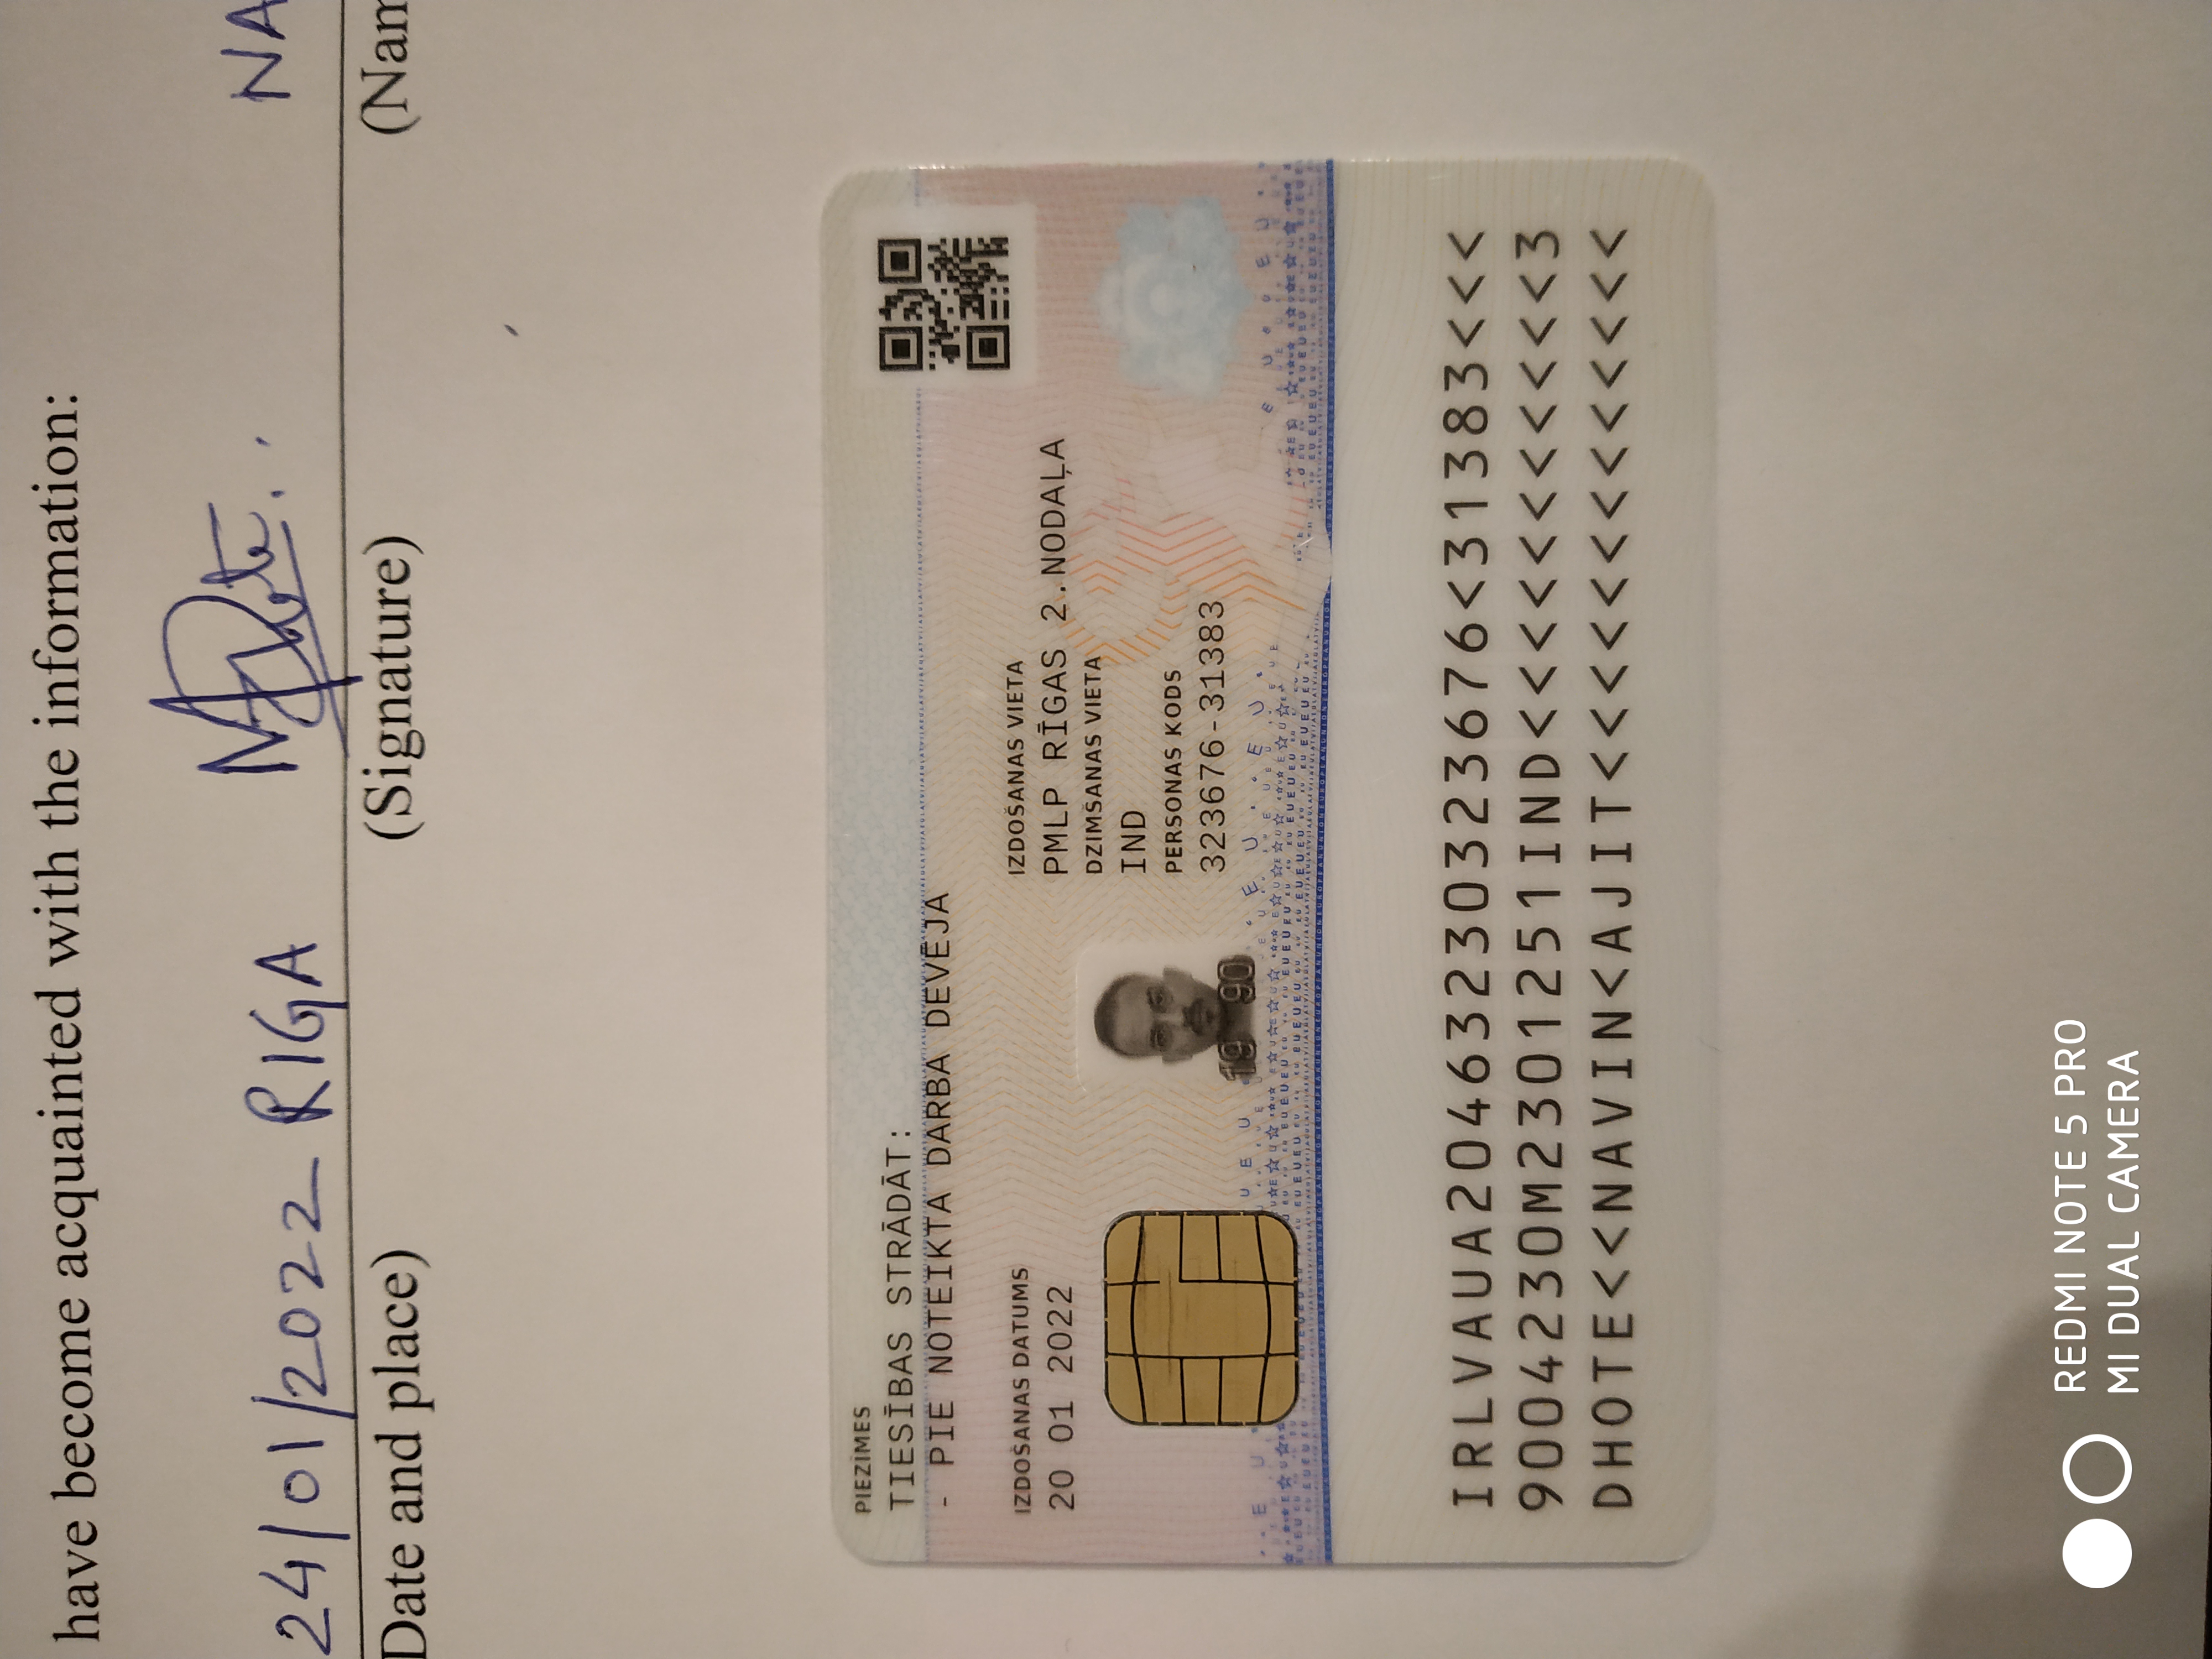 have become acquainted with the information:
24/01/2022 RIGA
NA
Date and place)
(Signature)
(Nam
PIEZĪMES
TIESĪBAS STRĀDĀT:
- PIE NOTEIKTA DARBA DEVĒJA
IZDOŠANAS DATUMS
20 01 2022
IZDOŠANAS VIETA
PMLP RĪGAS 2.NODAĻA
DZIMŠANAS VIETA
IND
PERSONAS KODS
323676-31383
19 90
IRLVAUA20463230323676<31383<<<
9004230M2301251IND<<<<<<<<<<<3
DHOTE<<NAVIN<AJIT<<<<<<<<<<<<<
REDMI NOTE 5 PRO
MI DUAL CAMERA